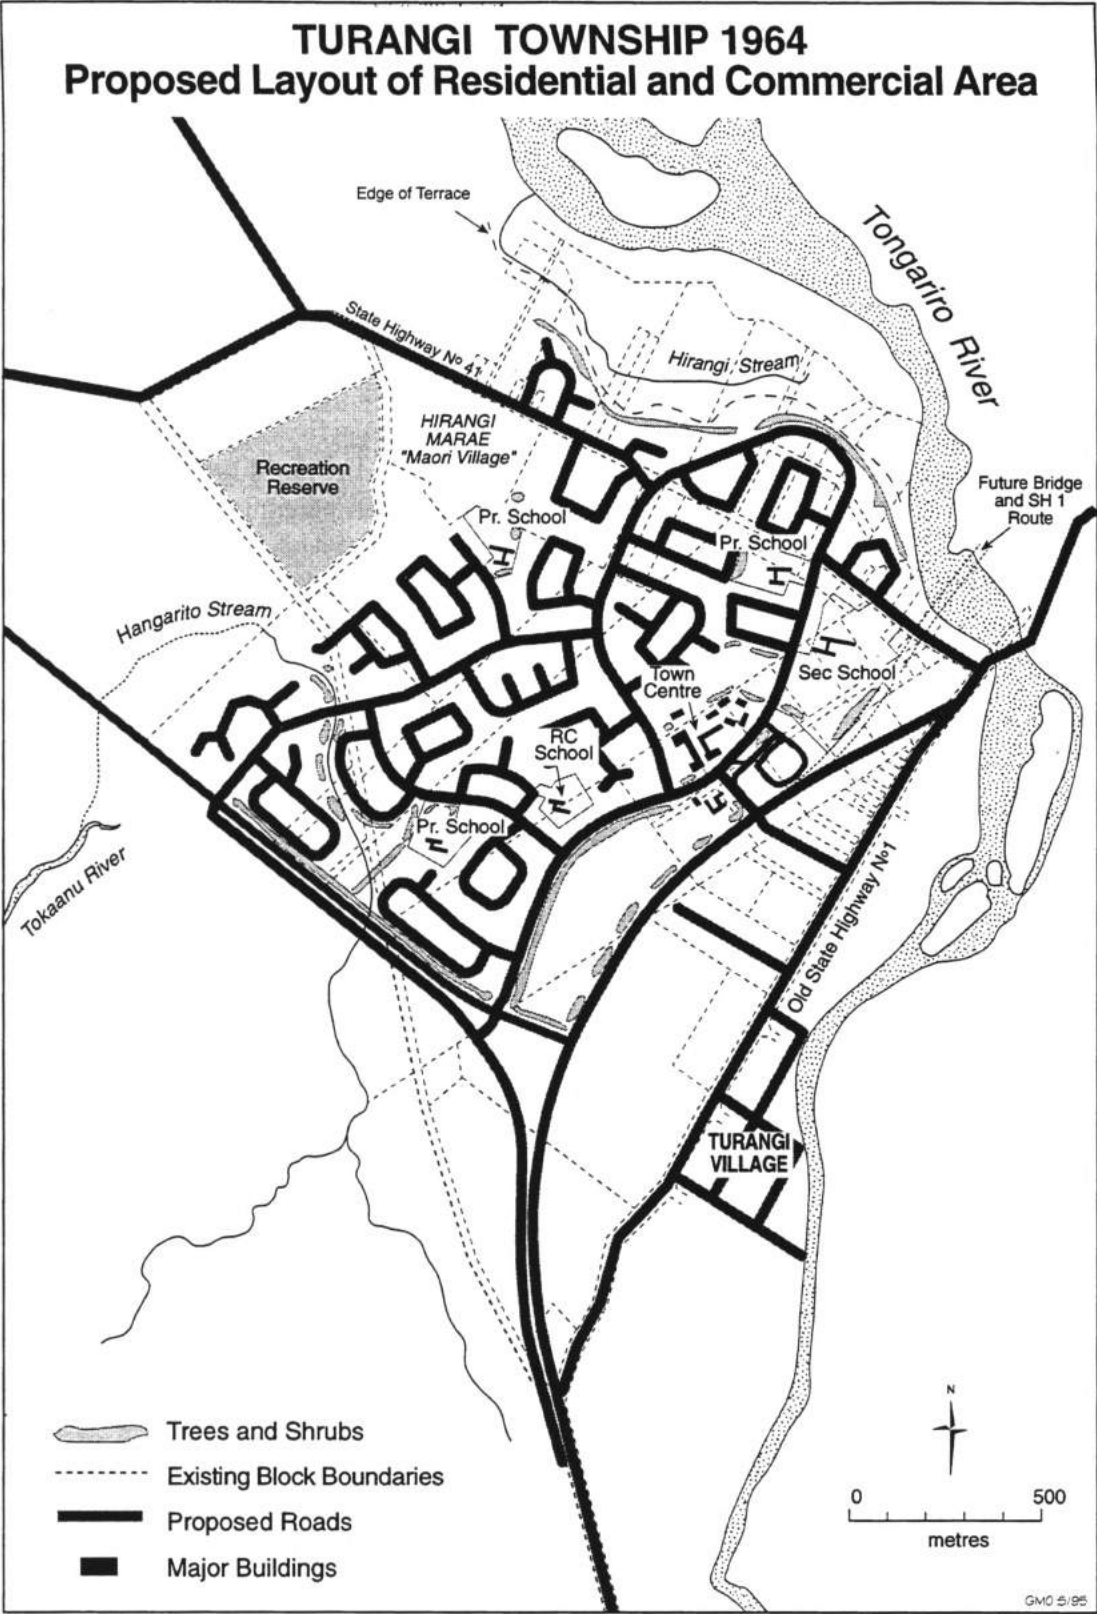 TURANGI TOWNSHIP 1964
Proposed Layout of Residential and Commercial Area
Edge of Terrace
Tongariro River
State Highway No 41
Hirangi Stream
HIRANGI
MARAE
"Maori Village"
Recreation
Reserve
Future Bridge
and SH 1
Route
Pr. School
Pr. School
Hangarito Stream
Town
Centre
Sec School
RC
School
Pr. School
Tokaanu River
Old State Highway No 1
TURANGI
VILLAGE
N
Trees and Shrubs
Existing Block Boundaries
Proposed Roads
Major Buildings
0 500
metres
GMO 5/95